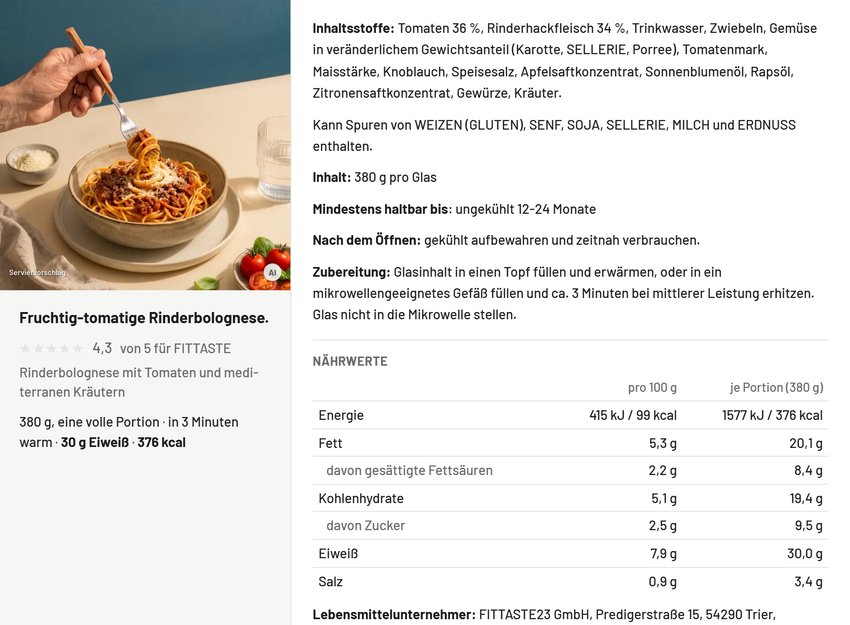 Serviervorschlag
AI
Fruchtig-tomatige Rinderbolognese.
4,3 von 5 für FITTASTE
Rinderbolognese mit Tomaten und medi-
terranen Kräutern
380 g, eine volle Portion · in 3 Minuten
warm · 30 g Eiweiß · 376 kcal
Inhaltsstoffe: Tomaten 36 %, Rinderhackfleisch 34 %, Trinkwasser, Zwiebeln, Gemüse
in veränderlichem Gewichtsanteil (Karotte, SELLERIE, Porree), Tomatenmark,
Maisstärke, Knoblauch, Speisesalz, Apfelsaftkonzentrat, Sonnenblumenöl, Rapsöl,
Zitronensaftkonzentrat, Gewürze, Kräuter.
Kann Spuren von WEIZEN (GLUTEN), SENF, SOJA, SELLERIE, MILCH und ERDNUSS
enthalten.
Inhalt: 380 g pro Glas
Mindestens haltbar bis: ungekühlt 12-24 Monate
Nach dem Öffnen: gekühlt aufbewahren und zeitnah verbrauchen.
Zubereitung: Glasinhalt in einen Topf füllen und erwärmen, oder in ein
mikrowellengeeignetes Gefäß füllen und ca. 3 Minuten bei mittlerer Leistung erhitzen.
Glas nicht in die Mikrowelle stellen.
NÄHRWERTE
pro 100 g je Portion (380 g)
Energie 415 kJ / 99 kcal 1577 kJ / 376 kcal
Fett 5,3 g 20,1 g
davon gesättigte Fettsäuren 2,2 g 8,4 g
Kohlenhydrate 5,1 g 19,4 g
davon Zucker 2,5 g 9,5 g
Eiweiß 7,9 g 30,0 g
Salz 0,9 g 3,4 g
Lebensmittelunternehmer: FITTASTE23 GmbH, Predigerstraße 15, 54290 Trier,